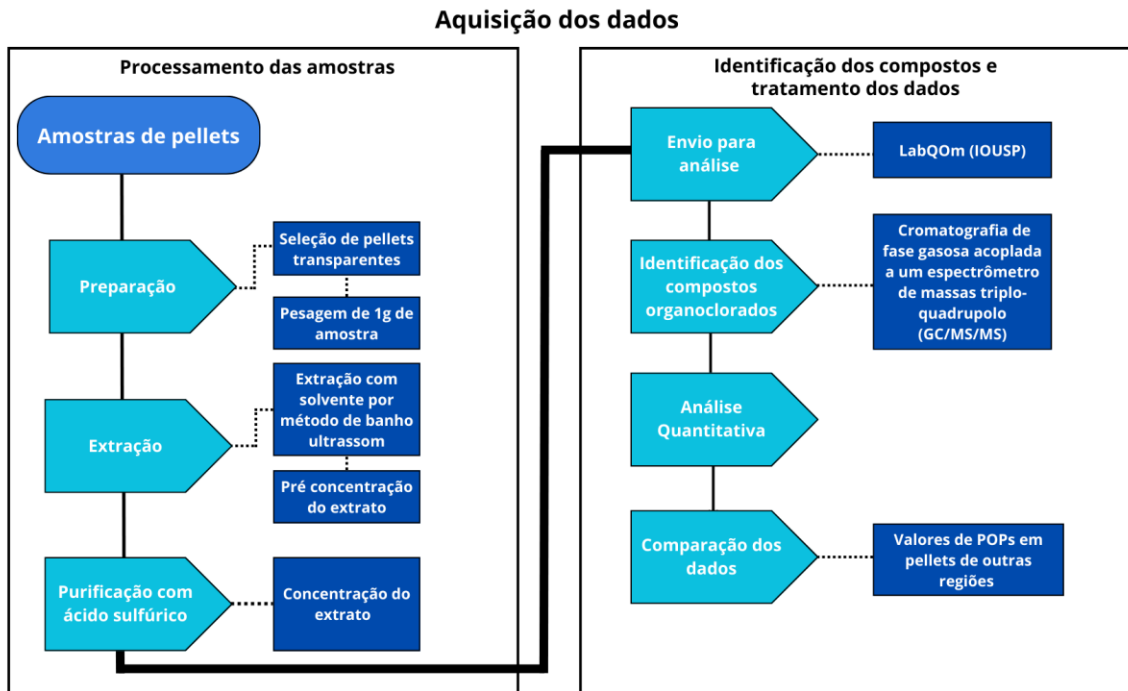 Aquisição dos dados
Processamento das amostras
Amostras de pellets
Preparação
Seleção de pellets
transparentes
Pesagem de 1g de
amostra
Extração
Extração com
solvente por
método de banho
ultrassom
Pré concentração
do extrato
Purificação com
ácido sulfúrico
Concentração do
extrato
Identificação dos compostos e
tratamento dos dados
Envio para
análise
LabQOm (IOUSP)
Identificação dos
compostos
organoclorados
Cromatografia de
fase gasosa acoplada
a um espectrômetro
de massas triplo-
quadrupolo
(GC/MS/MS)
Análise
Quantitativa
Comparação dos
dados
Valores de POPs em
pellets de outras
regiões